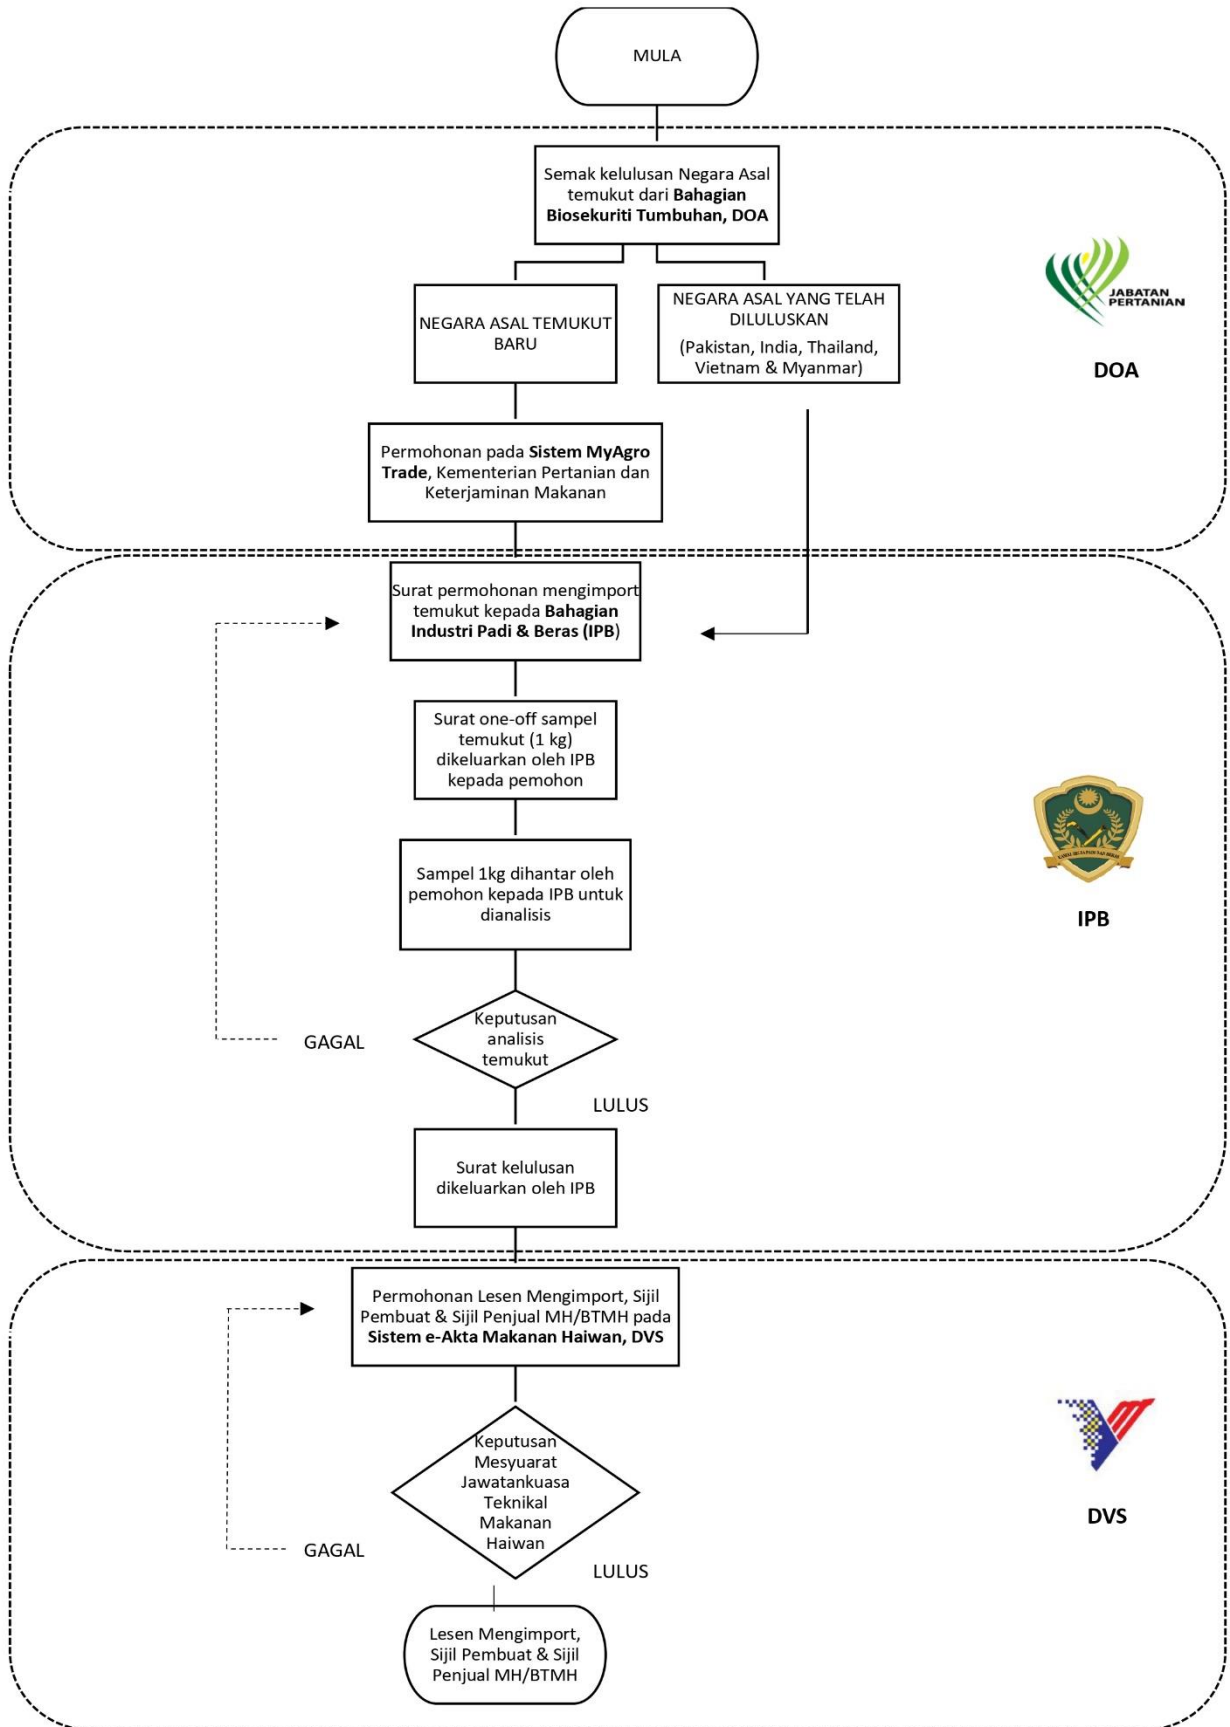 MULA
Semak kelulusan Negara Asal
temukut dari Bahagian
Biosekuriti Tumbuhan, DOA
NEGARA ASAL TEMUKUT
BARU
NEGARA ASAL YANG TELAH
DILULUSKAN
(Pakistan, India, Thailand,
Vietnam & Myanmar)
JABATAN
PERTANIAN
DOA
Permohonan pada Sistem MyAgro
Trade, Kementerian Pertanian dan
Keterjaminan Makanan
Surat permohonan mengimport
temukut kepada Bahagian
Industri Padi & Beras (IPB)
Surat one-off sampel
temukut (1 kg)
dikeluarkan oleh IPB
kepada pemohon
Sampel 1kg dihantar oleh
pemohon kepada IPB untuk
dianalisis
IPB
Keputusan
analisis
temukut
GAGAL
LULUS
Surat kelulusan
dikeluarkan oleh IPB
Permohonan Lesen Mengimport, Sijil
Pembuat & Sijil Penjual MH/BTMH pada
Sistem e-Akta Makanan Haiwan, DVS
Keputusan
Mesyuarat
Jawatankuasa
Teknikal
Makanan
Haiwan
DVS
GAGAL
LULUS
Lesen Mengimport,
Sijil Pembuat & Sijil
Penjual MH/BTMH